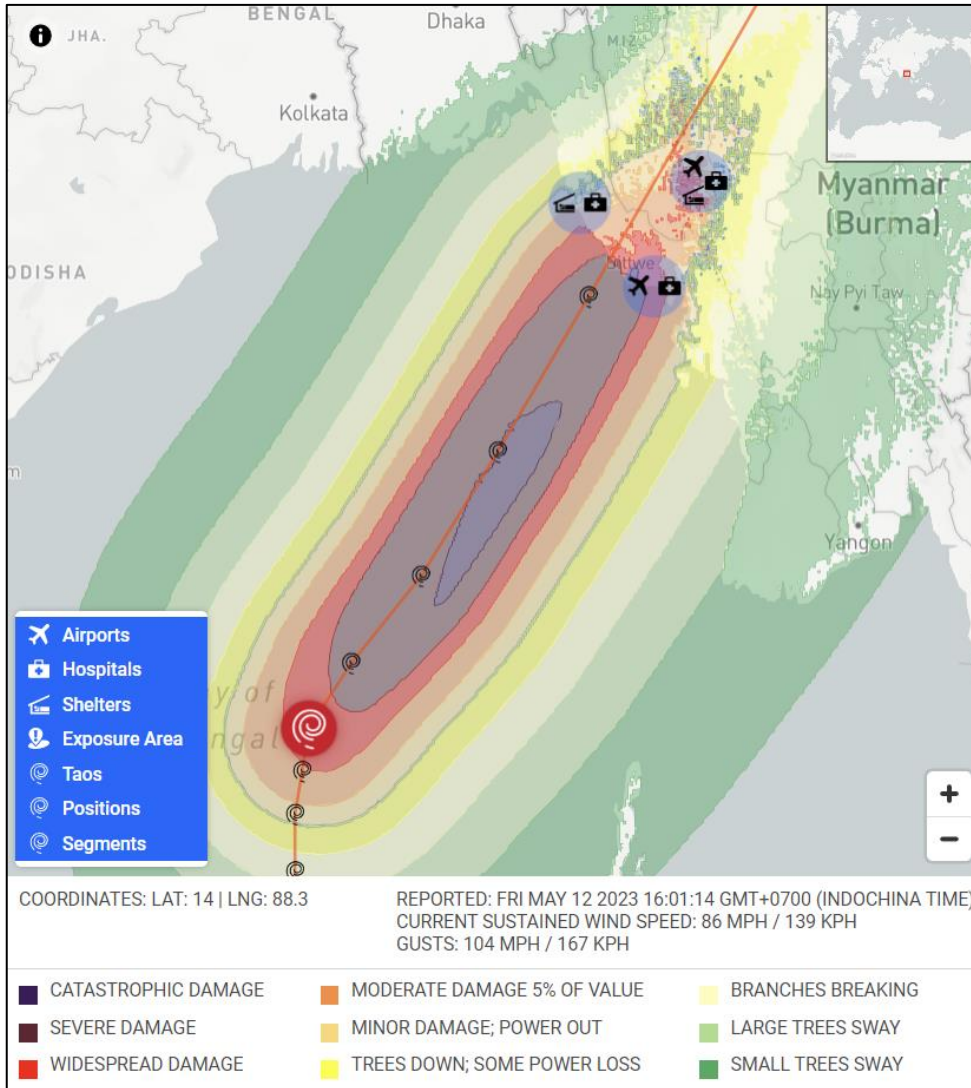 BENGAL
JHA.
Dhaka
MIZ.
Kolkata
Myanmar
(Burma)
ODISHA
Sittwe
Nay Pyi Taw
m
Yangon
y of
ngal
Airports
Hospitals
Shelters
Exposure Area
Taos
Positions
Segments
+
−
COORDINATES: LAT: 14 | LNG: 88.3
REPORTED: FRI MAY 12 2023 16:01:14 GMT+0700 (INDOCHINA TIME)
CURRENT SUSTAINED WIND SPEED: 86 MPH / 139 KPH
GUSTS: 104 MPH / 167 KPH
CATASTROPHIC DAMAGE
MODERATE DAMAGE 5% OF VALUE
BRANCHES BREAKING
SEVERE DAMAGE
MINOR DAMAGE; POWER OUT
LARGE TREES SWAY
WIDESPREAD DAMAGE
TREES DOWN; SOME POWER LOSS
SMALL TREES SWAY